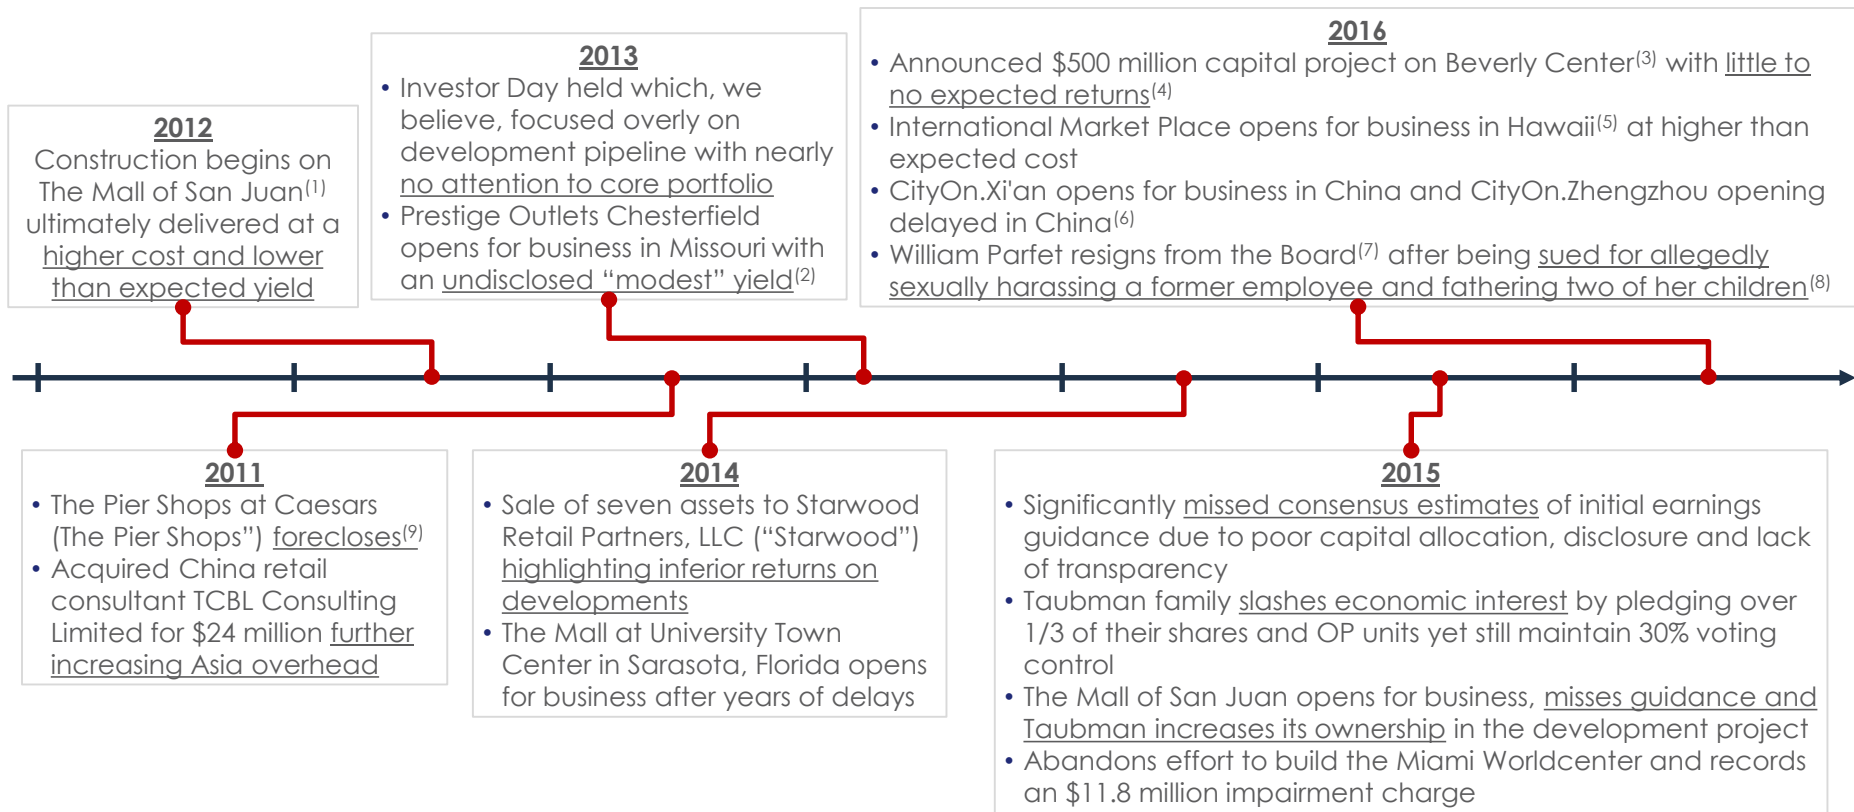 2012
Construction begins on
The Mall of San Juan(1)
ultimately delivered at a
higher cost and lower
than expected yield
2013
• Investor Day held which, we
believe, focused overly on
development pipeline with nearly
no attention to core portfolio
• Prestige Outlets Chesterfield
opens for business in Missouri with
an undisclosed “modest” yield(2)
2016
• Announced $500 million capital project on Beverly Center(3) with little to
no expected returns(4)
• International Market Place opens for business in Hawaii(5) at higher than
expected cost
• CityOn.Xi'an opens for business in China and CityOn.Zhengzhou opening
delayed in China(6)
• William Parfet resigns from the Board(7) after being sued for allegedly
sexually harassing a former employee and fathering two of her children(8)
2011
• The Pier Shops at Caesars
(The Pier Shops”) forecloses(9)
• Acquired China retail
consultant TCBL Consulting
Limited for $24 million further
increasing Asia overhead
2014
• Sale of seven assets to Starwood
Retail Partners, LLC (“Starwood”)
highlighting inferior returns on
developments
• The Mall at University Town
Center in Sarasota, Florida opens
for business after years of delays
2015
• Significantly missed consensus estimates of initial earnings
guidance due to poor capital allocation, disclosure and lack
of transparency
• Taubman family slashes economic interest by pledging over
1/3 of their shares and OP units yet still maintain 30% voting
control
• The Mall of San Juan opens for business, misses guidance and
Taubman increases its ownership in the development project
• Abandons effort to build the Miami Worldcenter and records
an $11.8 million impairment charge